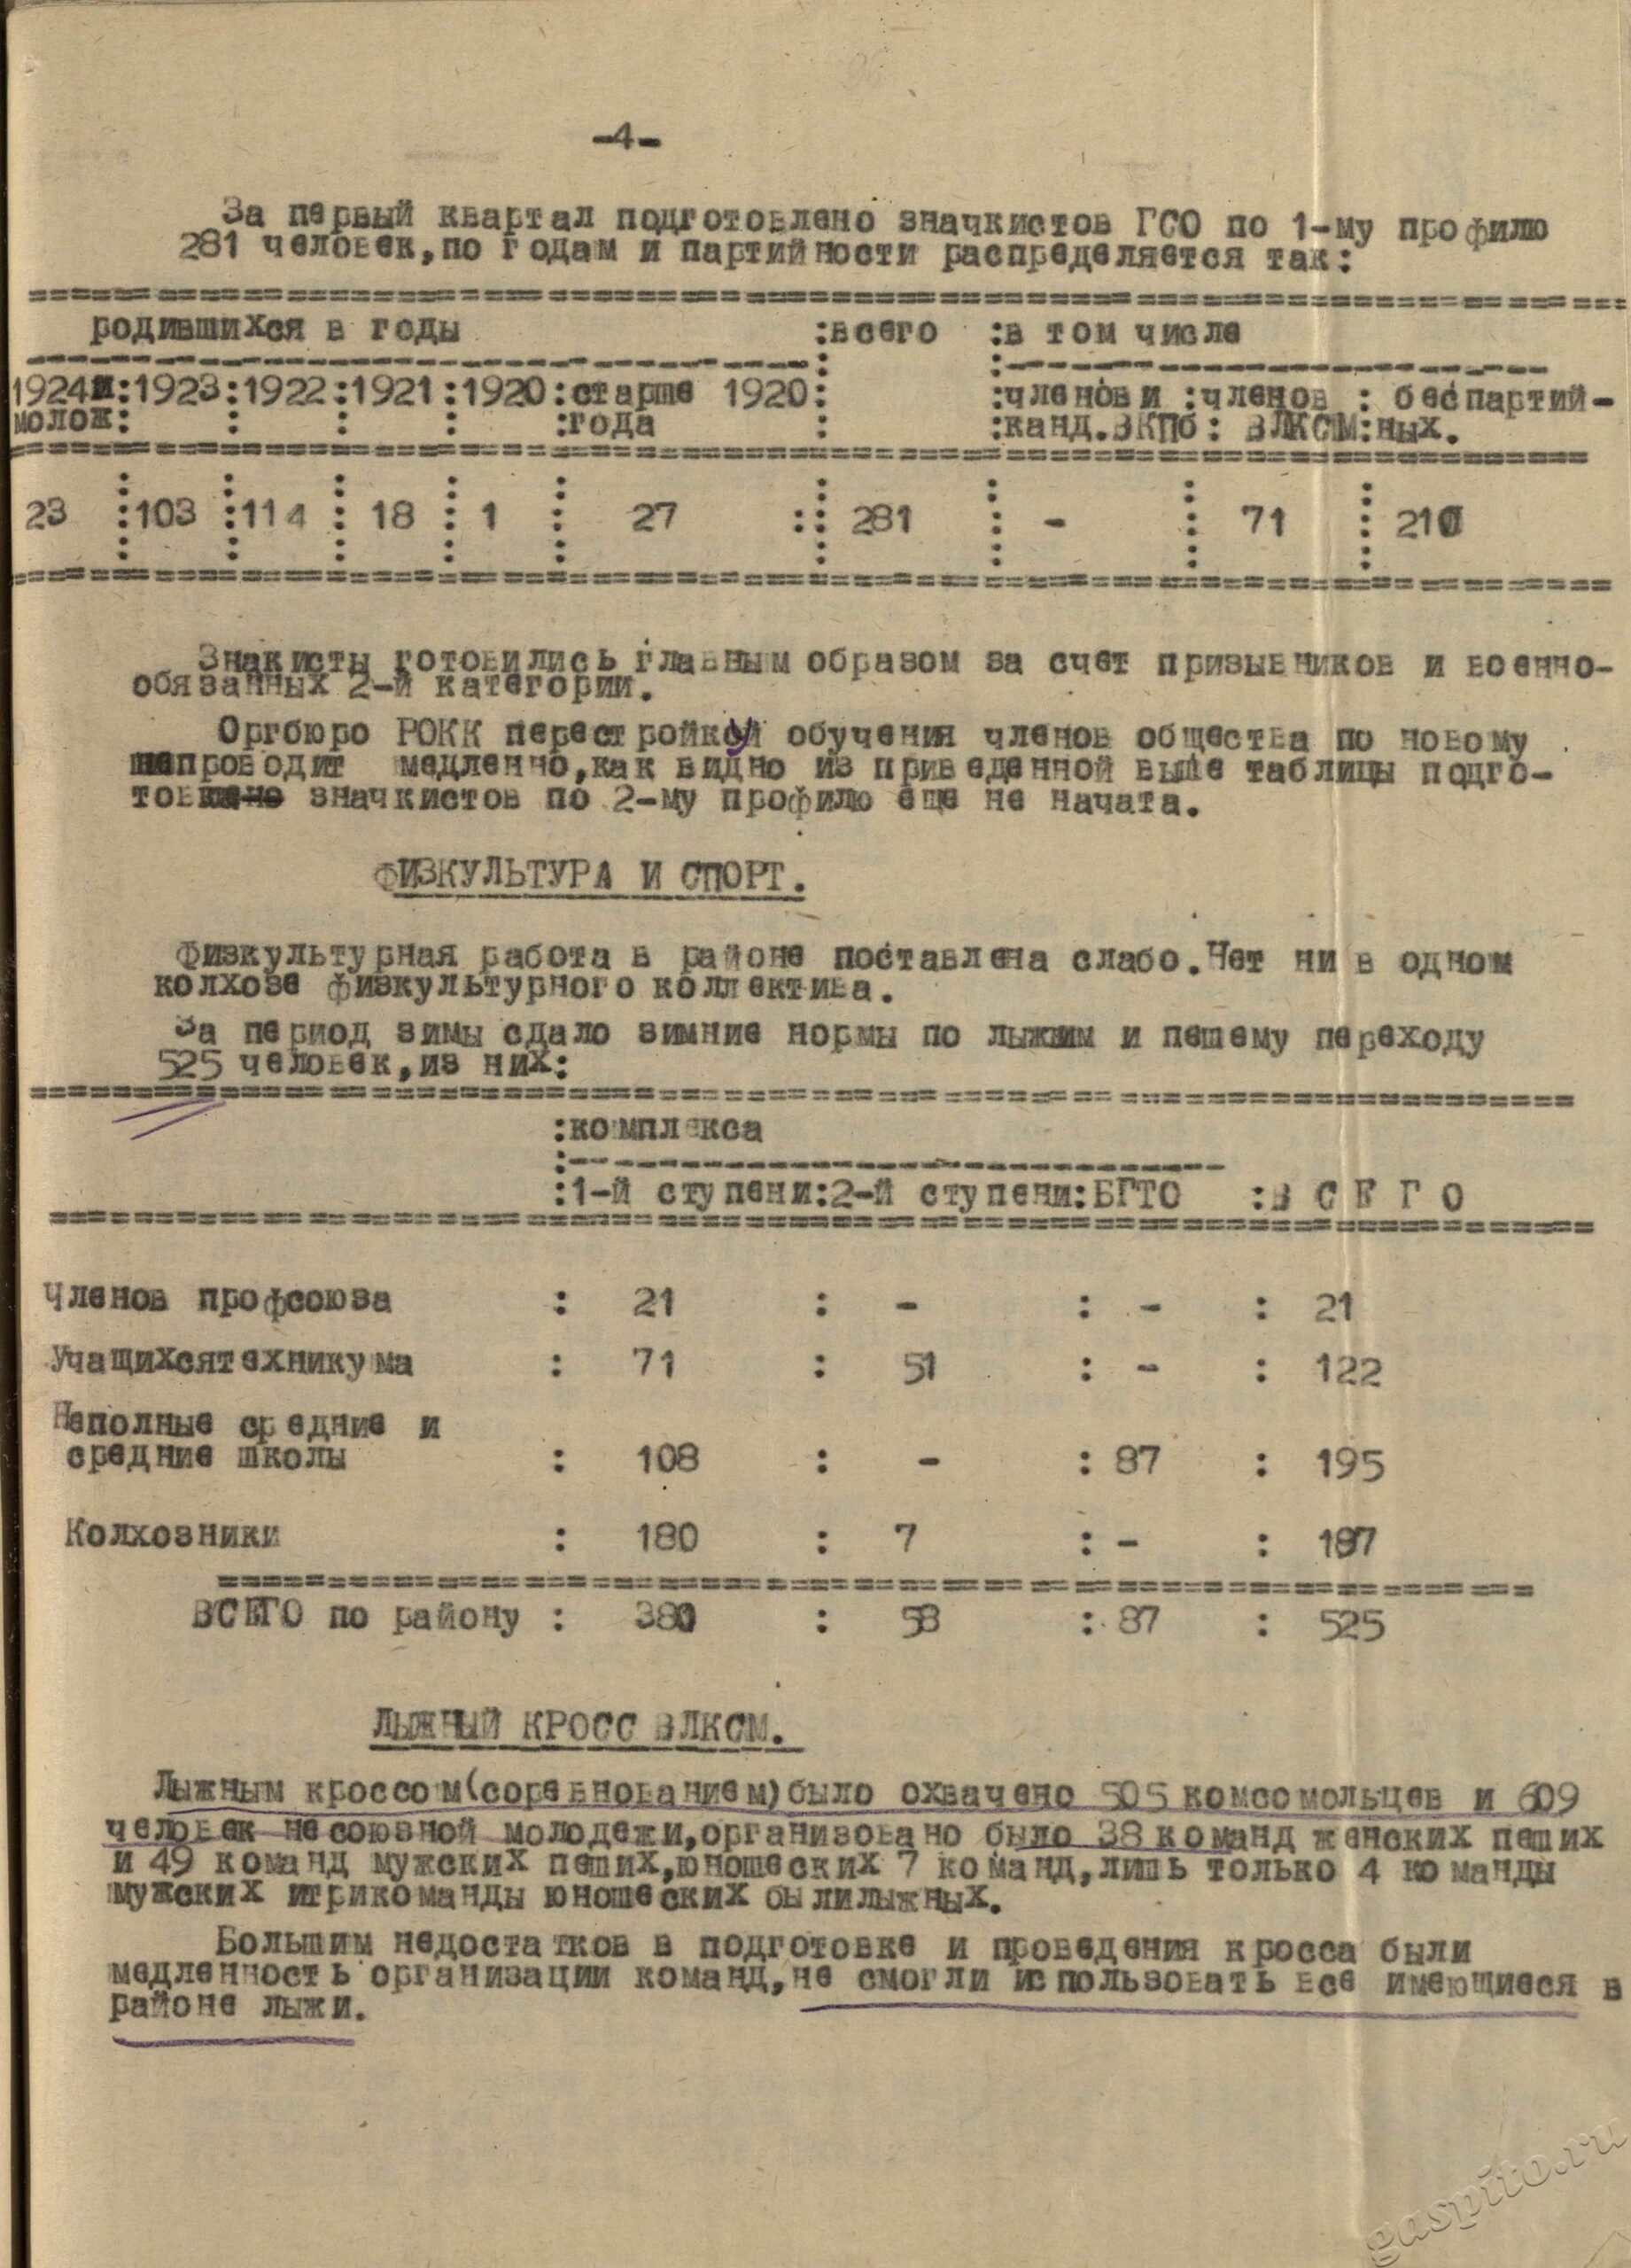 -4-
За первый квартал подготовлено значкистов ГСО по 1-му профилю
281 человек,по годам и партийности распределяется так:
родившихся в годы :всего :в том числе
1924и:1923:1922:1921:1920:старше 1920: :членов и :членов : беспартий-
молож: : : : :года : :канд.ВКПб: ВЛКСМ:ных.
23 :103 :114 : 18 : 1 : 27 : 281 : - : 71 : 210
Знакисты готовились главным образом за счет призывников и военно-
обязанных 2-й категории.
Оргбюро РОКК перестройку обучения членов общества по новому
проводит медленно,как видно из приведенной выше таблицы подго-
тов значкистов по 2-му профилю еще не начата.
ФИЗКУЛЬТУРА И СПОРТ.
Физкультурная работа в районе поставлена слабо.Нет ни в одном
колхозе физкультурного коллектива.
За период зимы сдало зимние нормы по лыжним и пешему переходу
525 человек,из них:
:комплекса
:1-й ступени:2-й ступени:БГТО :В С Е Г О
Членов профсоюза : 21 : - : - : 21
Учащихсятехникума : 71 : 51 : - : 122
Неполные средние и
средние школы : 108 : - : 87 : 195
Колхозники : 180 : 7 : - : 187
ВСЕГО по району : 380 : 58 : 87 : 525
ЛЫЖНЫЙ КРОСС ВЛКСМ.
Лыжным кроссом(соревнованием)было охвачено 505 комсомольцев и 609
человек несоюзной молодежи,организовано было 38 команд женских пеших
и 49 команд мужских пеших,юношеских 7 команд,лишь только 4 команды
мужских итрикоманды юношеских былилыжных.
Большим недостатков в подготовке и проведения кросса были
медленность организации команд,не смогли использовать все имеющиеся в
районе лыжи.
gaspito.ru